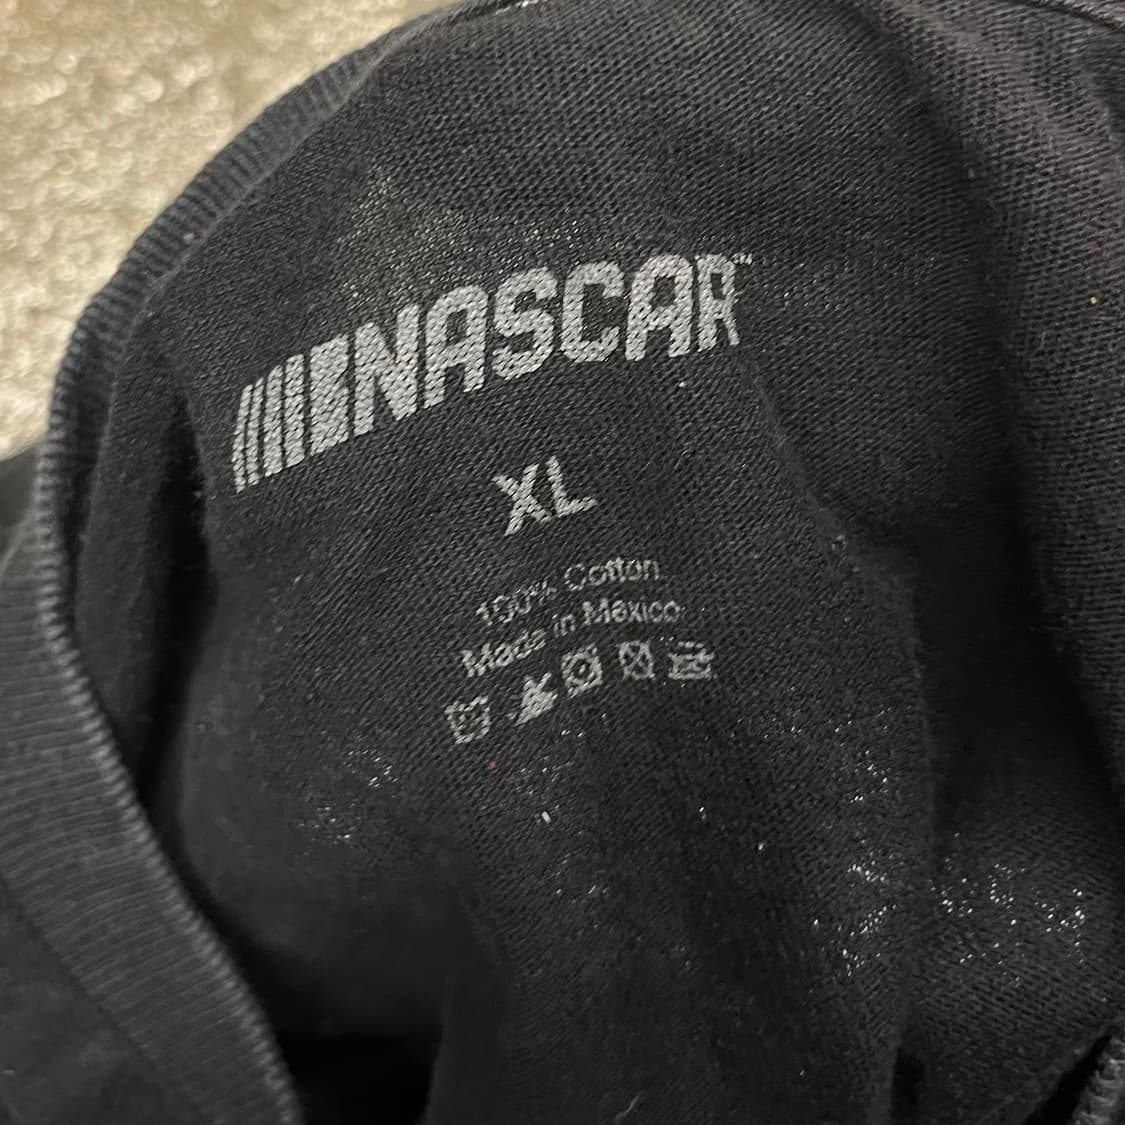 NASCAR™
XL
100% Cotton
Made in Mexico